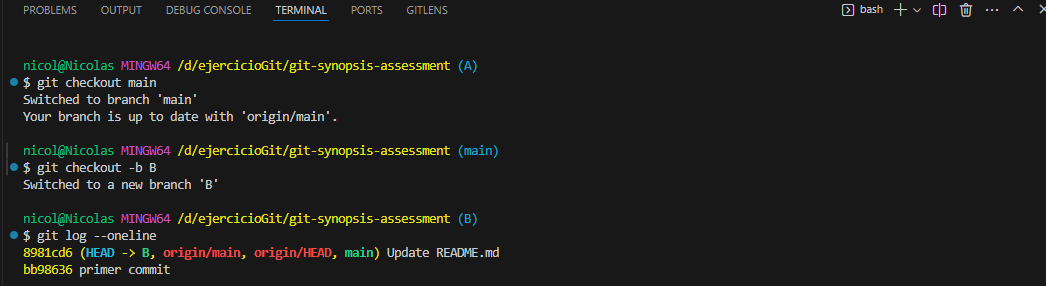 PROBLEMS OUTPUT DEBUG CONSOLE TERMINAL PORTS GITLENS bash
nicol@Nicolas MINGW64 /d/ejercicioGit/git-synopsis-assessment (A)
$ git checkout main
Switched to branch 'main'
Your branch is up to date with 'origin/main'.
nicol@Nicolas MINGW64 /d/ejercicioGit/git-synopsis-assessment (main)
$ git checkout -b B
Switched to a new branch 'B'
nicol@Nicolas MINGW64 /d/ejercicioGit/git-synopsis-assessment (B)
$ git log --oneline
8981cd6 (HEAD -> B, origin/main, origin/HEAD, main) Update README.md
bb98636 primer commit